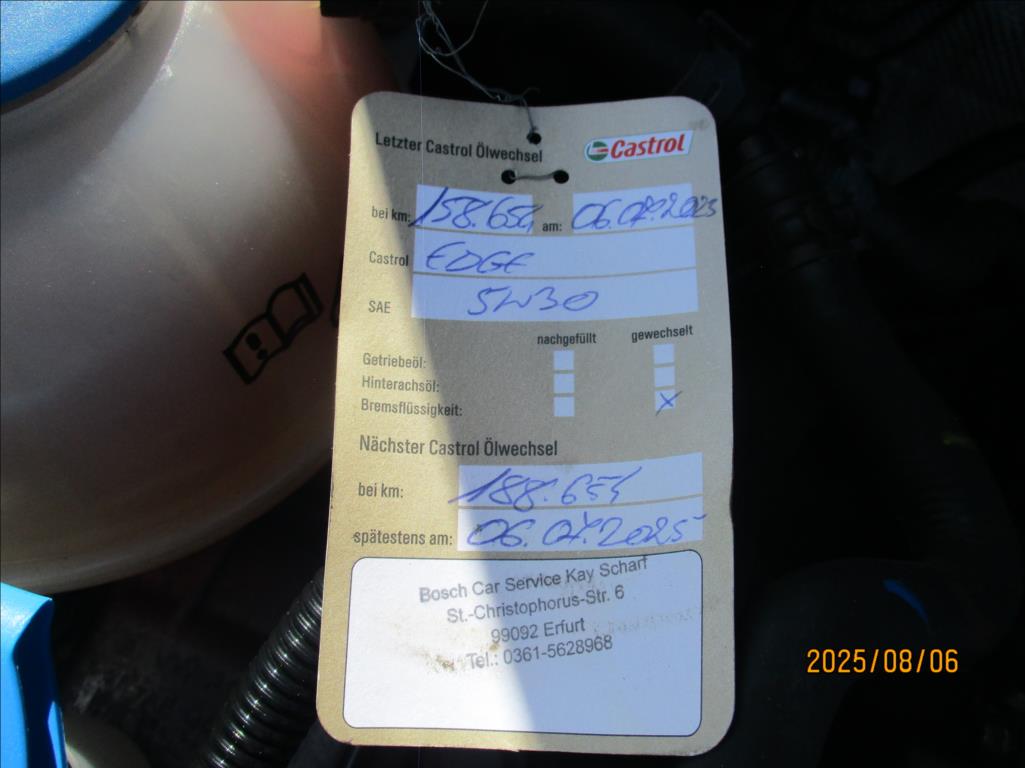 Letzter Castrol Ölwechsel
Castrol
bei km: 158.654 am: 06.07.2023
Castrol EDGE
SAE 5W30
nachgefüllt gewechselt
Getriebeöl:
Hinterachsöl:
Bremsflüssigkeit: X
Nächster Castrol Ölwechsel
bei km: 188.654
spätestens am: 06.07.2025
Bosch Car Service Kay Scharf
St.-Christophorus-Str. 6
99092 Erfurt
Tel.: 0361-5628968
2025/08/06